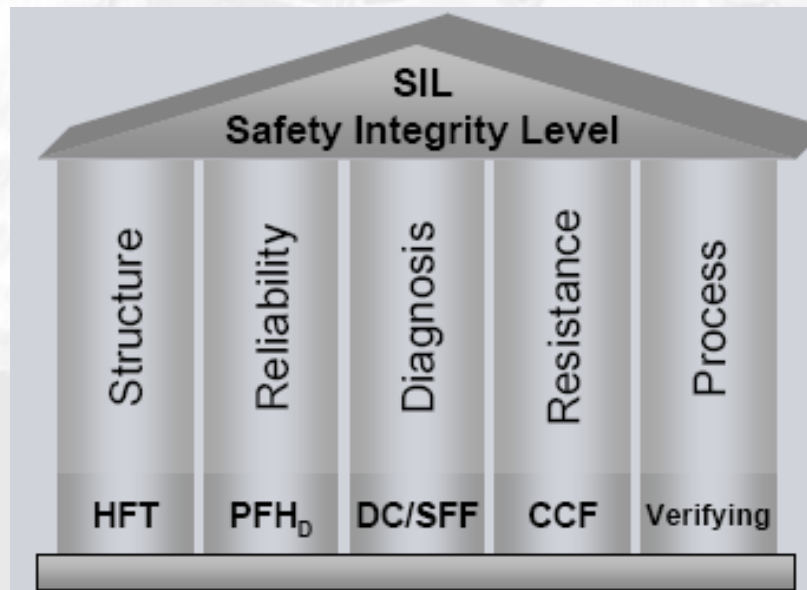 SIL
Safety Integrity Level
Structure
Reliability
Diagnosis
Resistance
Process
HFT
PFHD
DC/SFF
CCF
Verifying